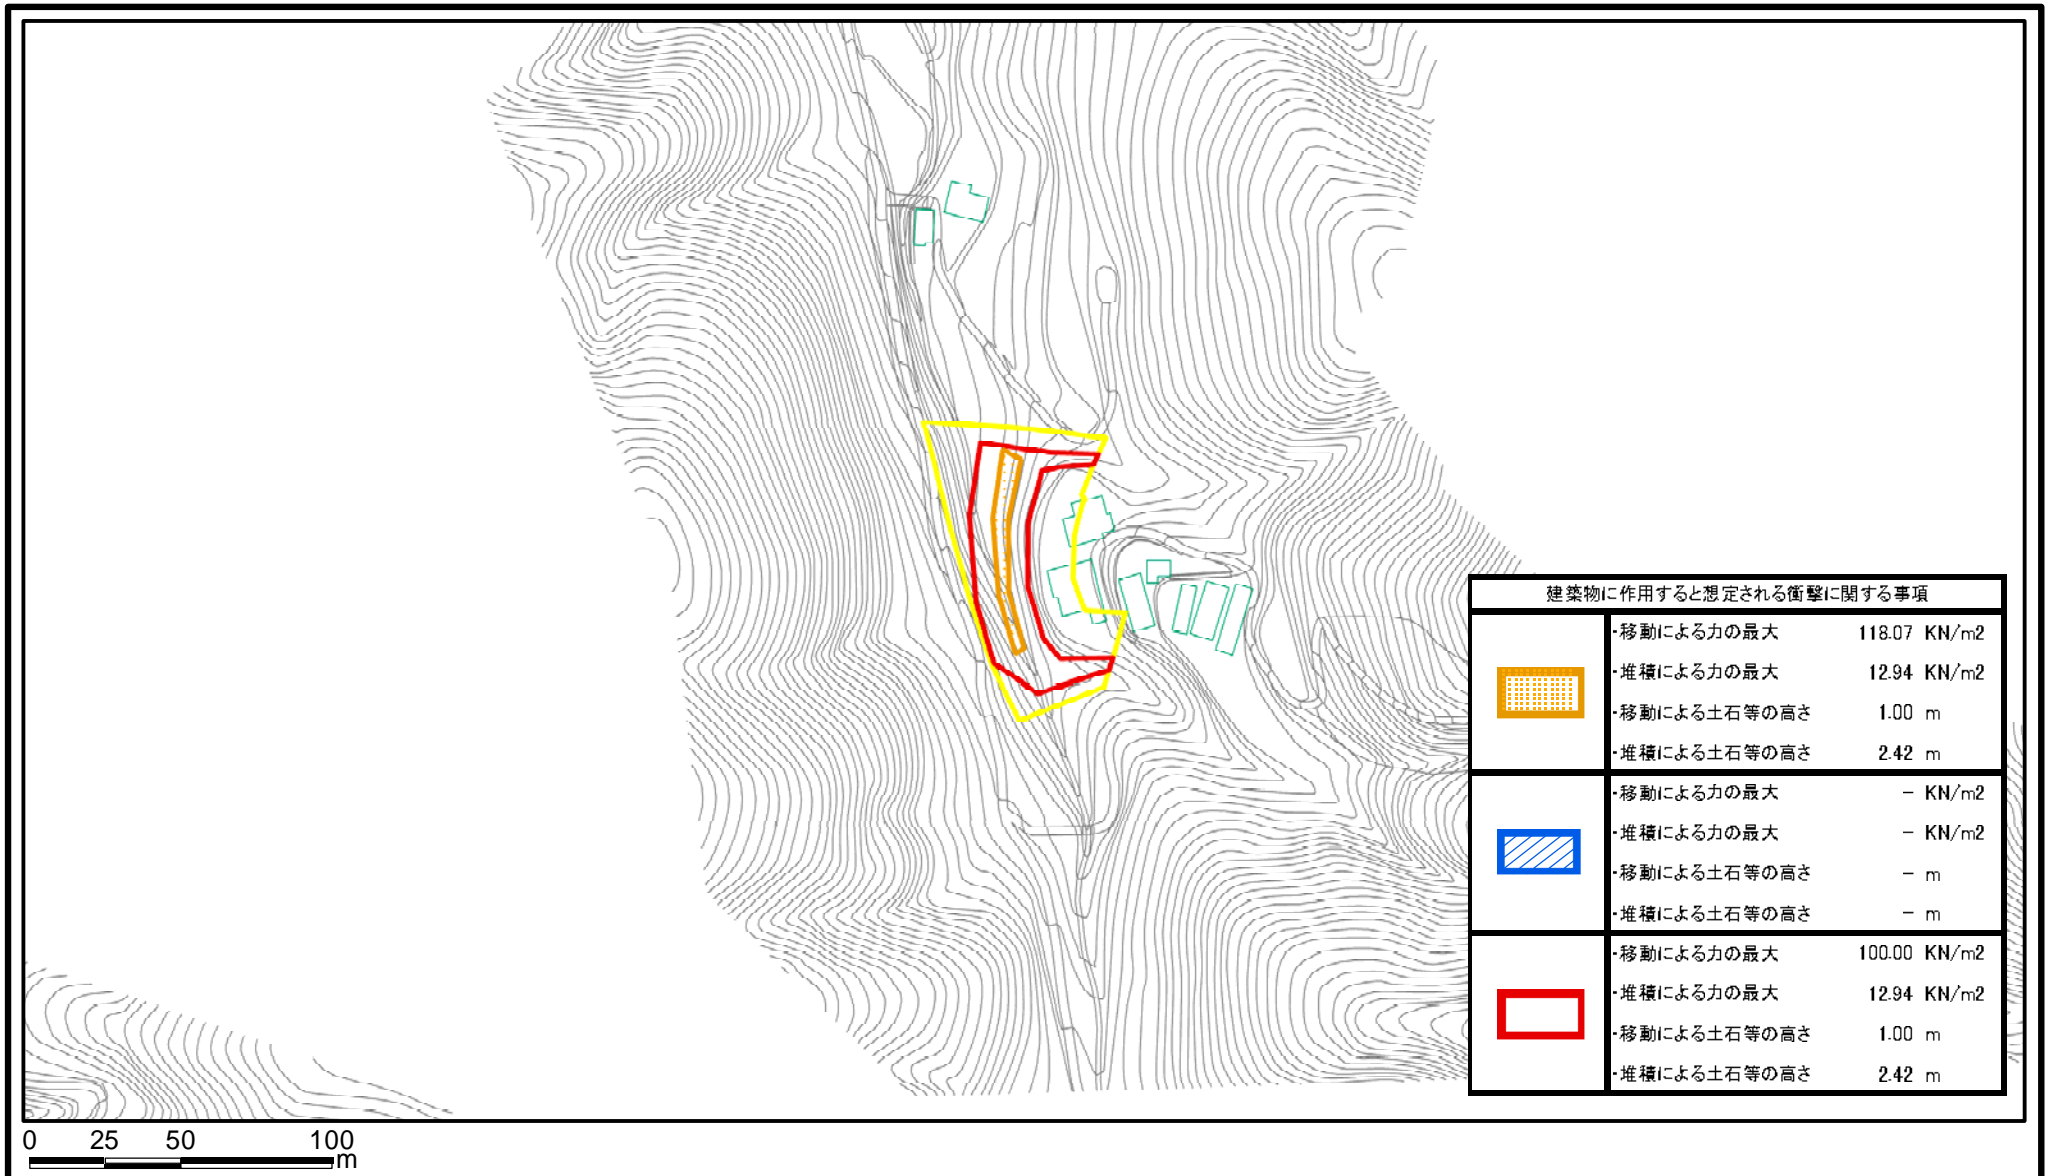 建築物に作用すると想定される衝撃に関する事項
・移動による力の最大 118.07 KN/m2
・堆積による力の最大 12.94 KN/m2
・移動による土石等の高さ 1.00 m
・堆積による土石等の高さ 2.42 m
・移動による力の最大 − KN/m2
・堆積による力の最大 − KN/m2
・移動による土石等の高さ − m
・堆積による土石等の高さ − m
・移動による力の最大 100.00 KN/m2
・堆積による力の最大 12.94 KN/m2
・移動による土石等の高さ 1.00 m
・堆積による土石等の高さ 2.42 m
0 25 50 100
m